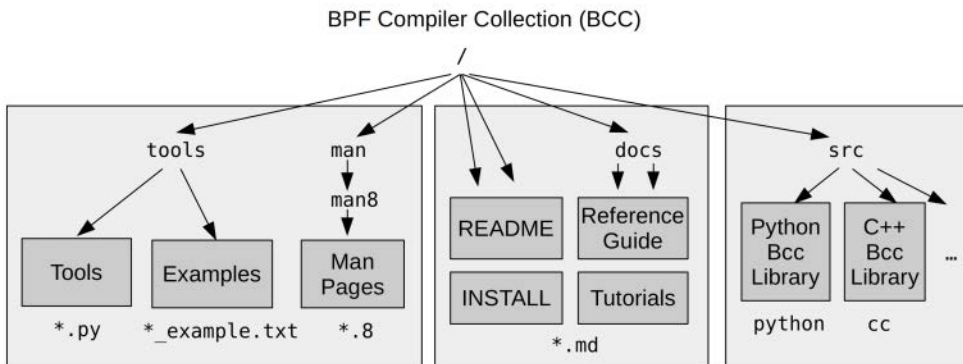 BPF Compiler Collection (BCC)
/
tools
man
docs
src
man8
Tools
Examples
Man
Pages
README
Reference
Guide
INSTALL
Tutorials
Python
Bcc
Library
C++
Bcc
Library
...
*.py
*_example.txt
*.8
*.md
python
cc